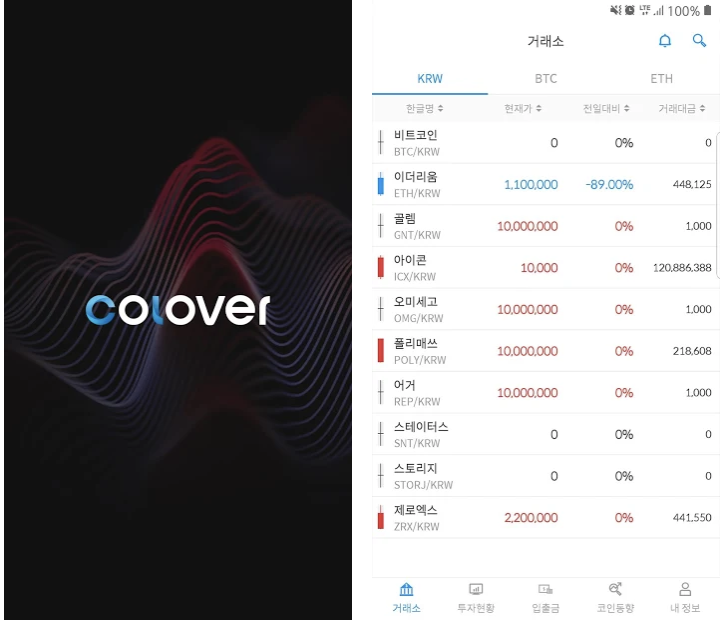 colover
LTE 100%
거래소
KRW BTC ETH
한글명 현재가 전일대비 거래대금
비트코인
BTC/KRW 0 0% 0
이더리움
ETH/KRW 1,100,000 -89.00% 448,125
골렘
GNT/KRW 10,000,000 0% 1,000
아이콘
ICX/KRW 10,000 0% 120,886,388
오미세고
OMG/KRW 10,000,000 0% 1,000
폴리매쓰
POLY/KRW 10,000,000 0% 218,608
어거
REP/KRW 10,000,000 0% 1,000
스테이터스
SNT/KRW 0 0% 0
스토리지
STORJ/KRW 0 0% 0
제로엑스
ZRX/KRW 2,200,000 0% 441,550
거래소 투자현황 입출금 코인동향 내 정보